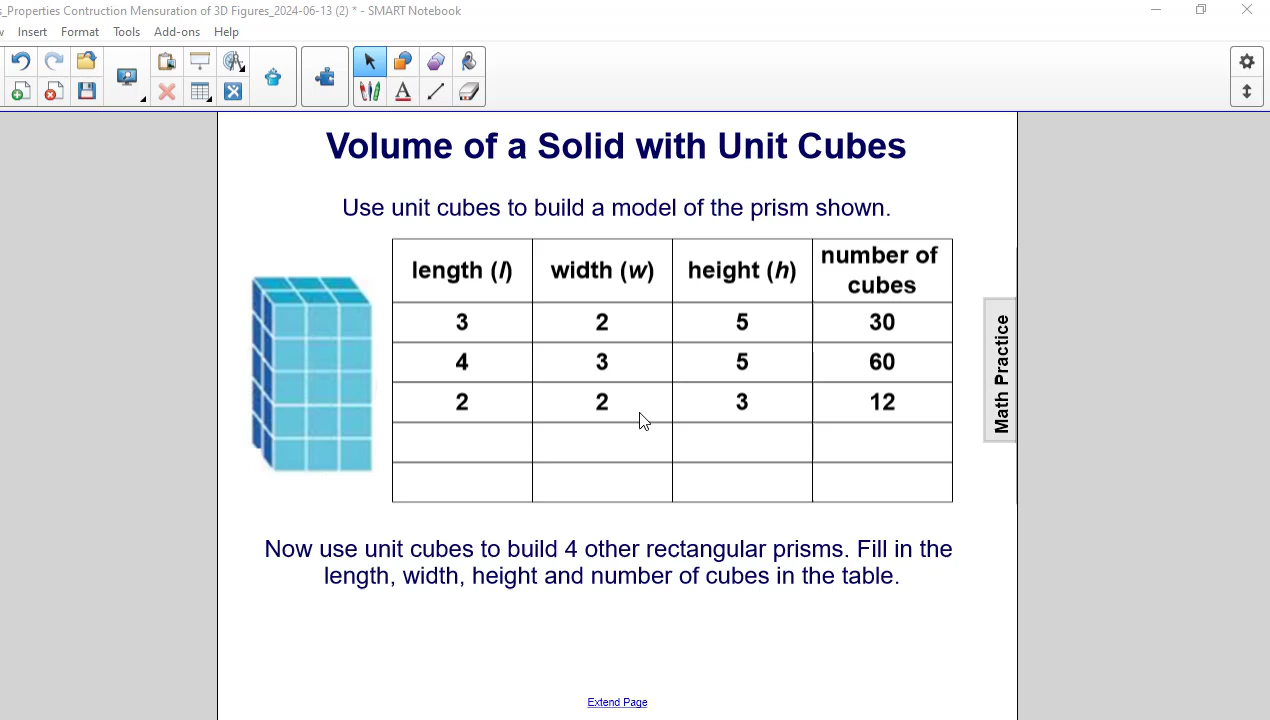 s_Properties Contruction Mensuration of 3D Figures_2024-06-13 (2) * - SMART Notebook
Insert Format Tools Add-ons Help
Volume of a Solid with Unit Cubes
Use unit cubes to build a model of the prism shown.
length (l) width (w) height (h) number of cubes
3 2 5 30
4 3 5 60
2 2 3 12
Math Practice
Now use unit cubes to build 4 other rectangular prisms. Fill in the
length, width, height and number of cubes in the table.
Extend Page